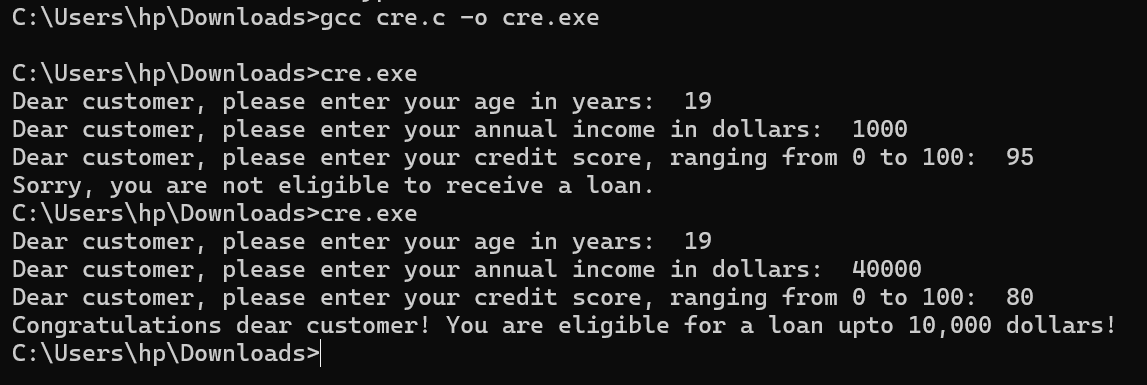 C:\Users\hp\Downloads>gcc cre.c -o cre.exe
C:\Users\hp\Downloads>cre.exe
Dear customer, please enter your age in years:  19
Dear customer, please enter your annual income in dollars:  1000
Dear customer, please enter your credit score, ranging from 0 to 100:  95
Sorry, you are not eligible to receive a loan.
C:\Users\hp\Downloads>cre.exe
Dear customer, please enter your age in years:  19
Dear customer, please enter your annual income in dollars:  40000
Dear customer, please enter your credit score, ranging from 0 to 100:  80
Congratulations dear customer! You are eligible for a loan upto 10,000 dollars!
C:\Users\hp\Downloads>